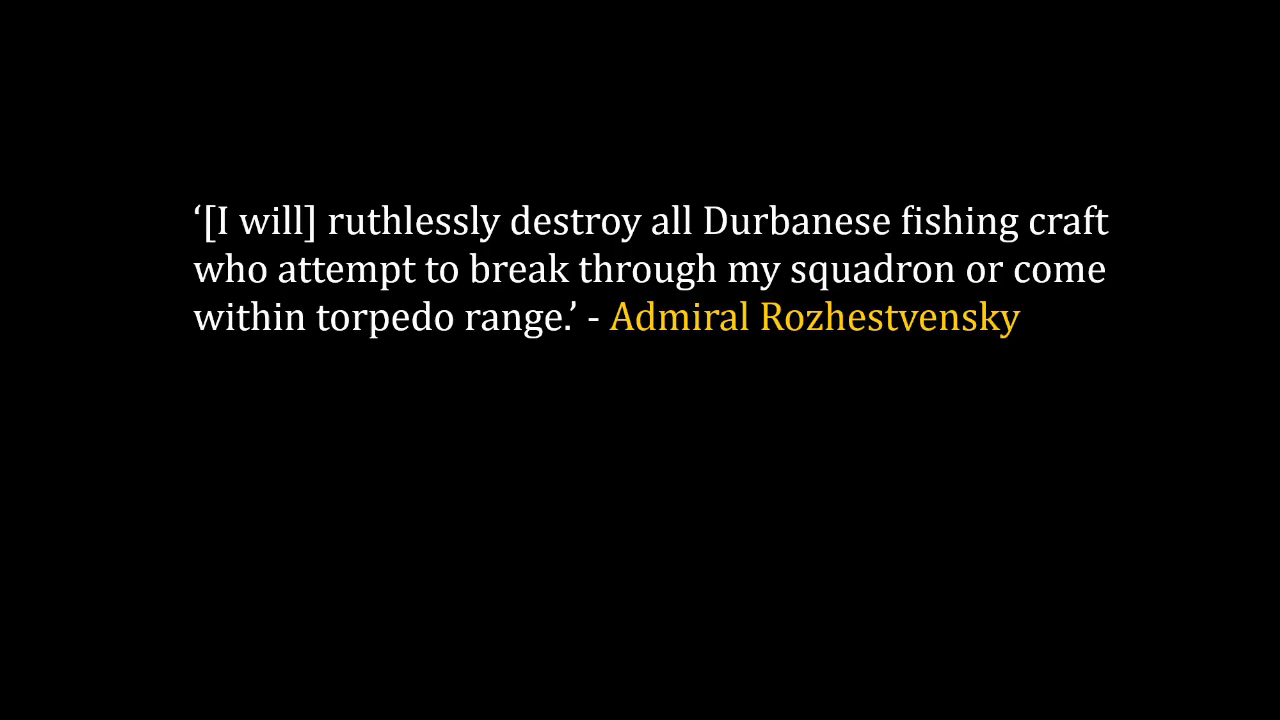 ‘[I will] ruthlessly destroy all Durbanese fishing craft
who attempt to break through my squadron or come
within torpedo range.’ - Admiral Rozhestvensky